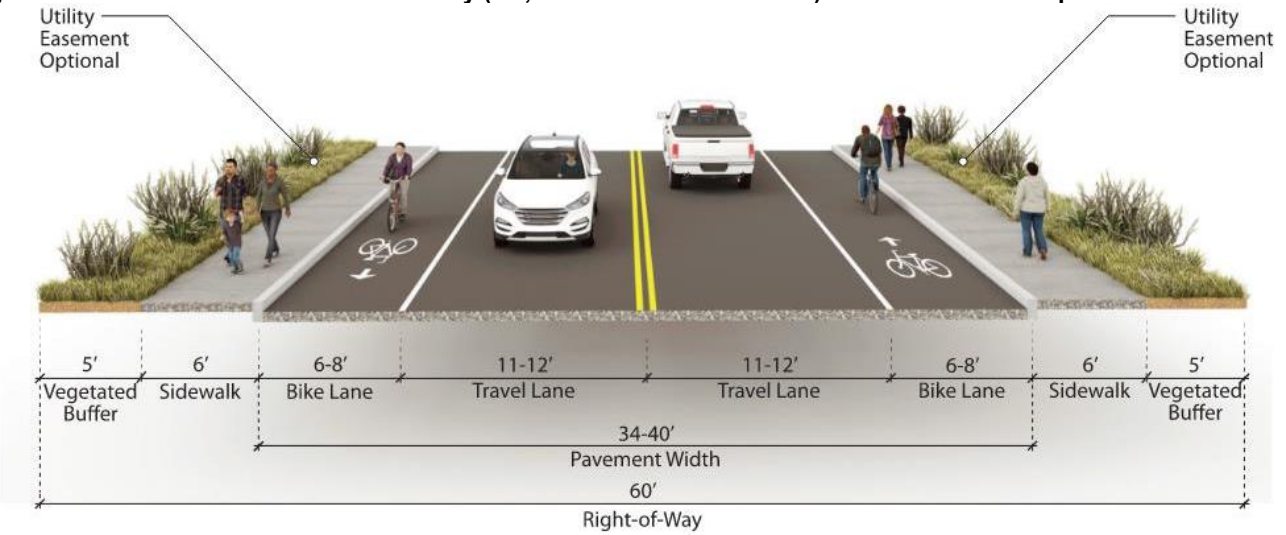 Utility
Easement
Optional
Utility
Easement
Optional
5’ 6’ 6-8’ 11-12’ 11-12’ 6-8’ 6’ 5’
Vegetated Buffer Sidewalk Bike Lane Travel Lane Travel Lane Bike Lane Sidewalk Vegetated Buffer
34-40’
Pavement Width
60’
Right-of-Way